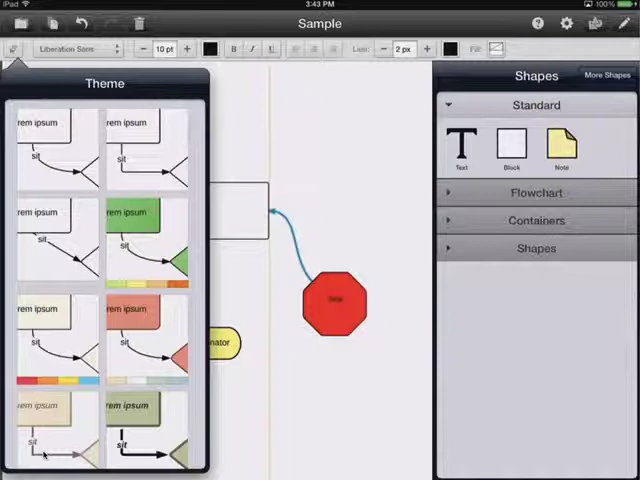 iPad
3:43 PM
100%
Sample
Liberation Sans
10 pt
B I U
Line:
2 px
Fill:
Theme
Shapes
More Shapes
Standard
Text
Block
Note
Flowchart
Containers
Shapes
rem ipsum
sit
rem ipsum
sit
rem ipsum
sit
rem ipsum
sit
rem ipsum
sit
rem ipsum
sit
rem ipsum
sit
rem ipsum
sit
nator